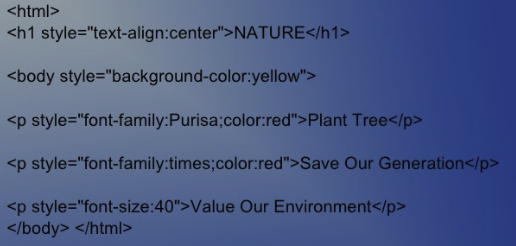 <html>
<h1 style="text-align:center">NATURE</h1>
<body style="background-color:yellow">
<p style="font-family:Purisa;color:red">Plant Tree</p>
<p style="font-family:times;color:red">Save Our Generation</p>
<p style="font-size:40">Value Our Environment</p>
</body> </html>